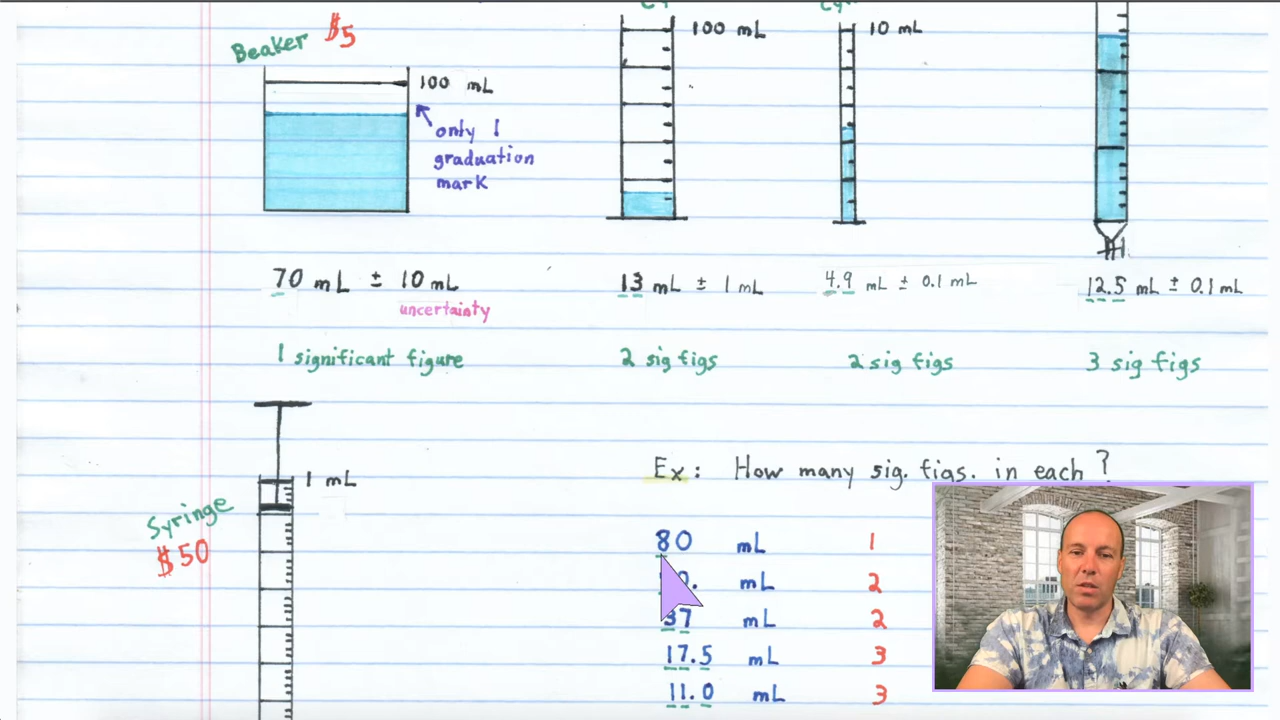 Beaker $5
100 mL
only 1
graduation
mark
100 mL
10 mL
70 mL ± 10 mL
uncertainty
13 mL ± 1 mL
4.9 mL ± 0.1 mL
12.5 mL ± 0.1 mL
1 significant figure
2 sig figs
2 sig figs
3 sig figs
Syringe
$50
1 mL
Ex: How many sig. figs. in each?
80 mL 1
0. mL 2
37 mL 2
17.5 mL 3
11.0 mL 3